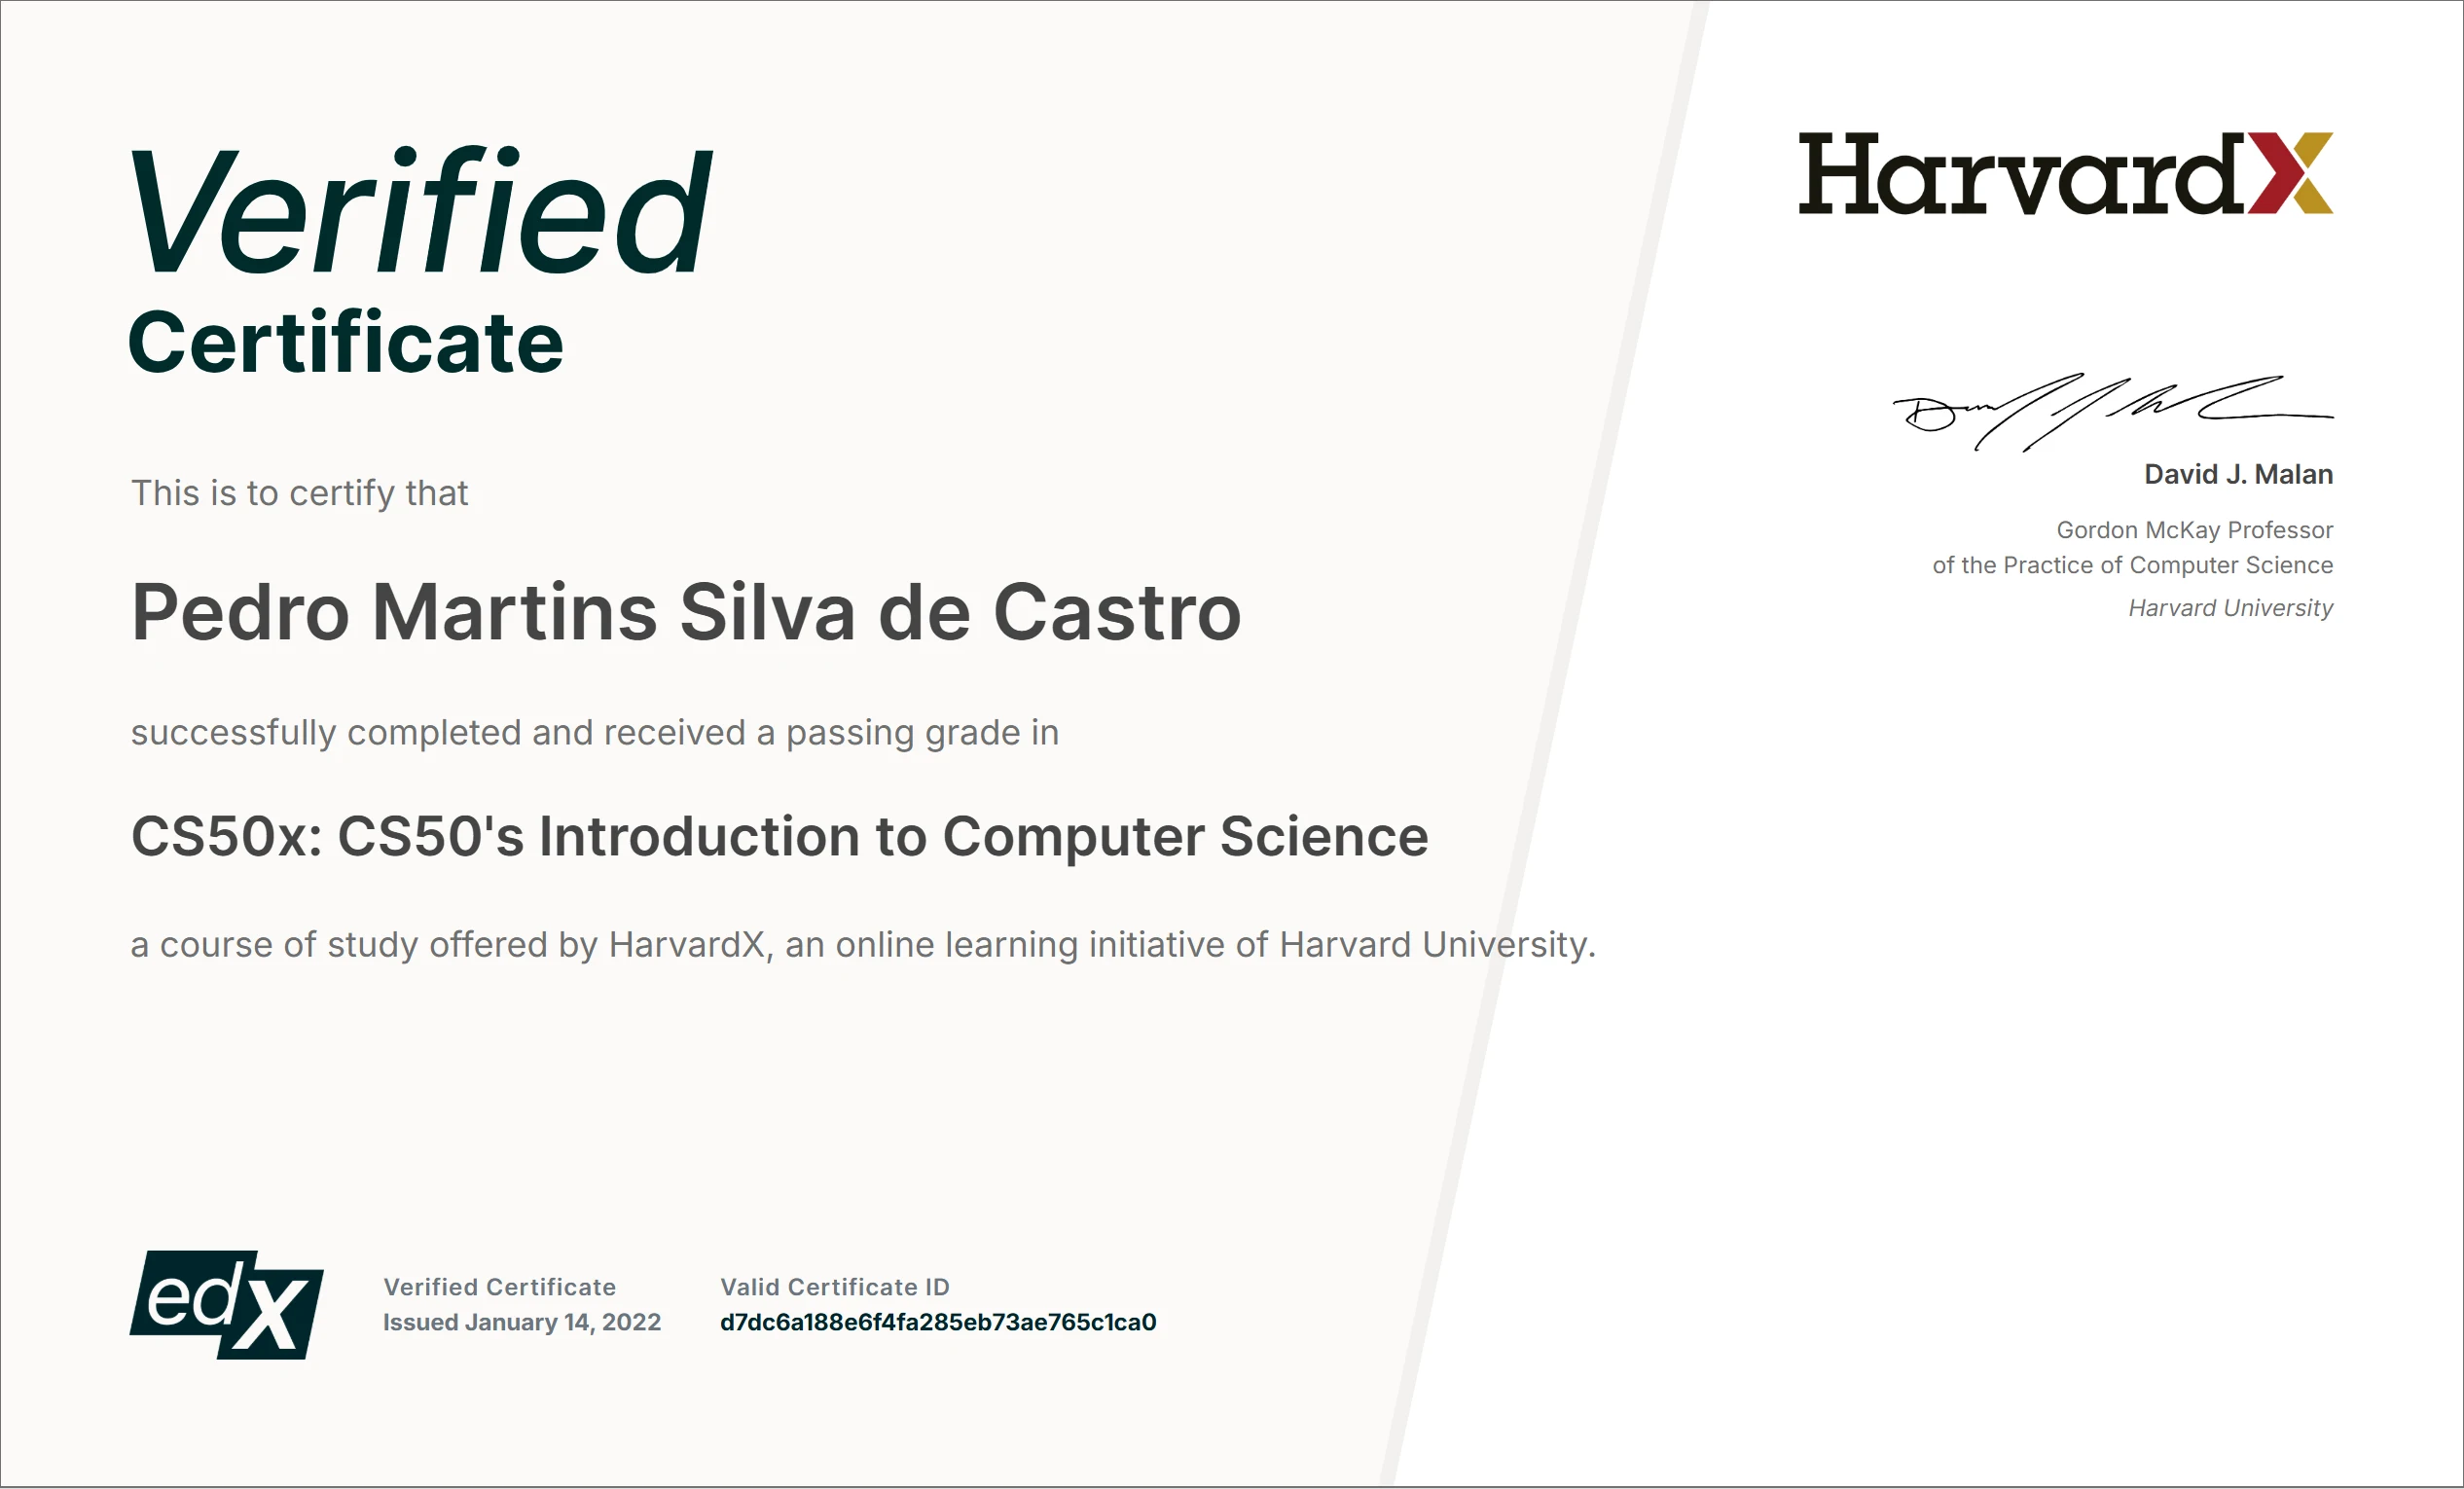 Verified
Certificate
This is to certify that
Pedro Martins Silva de Castro
successfully completed and received a passing grade in
CS50x: CS50's Introduction to Computer Science
a course of study offered by HarvardX, an online learning initiative of Harvard University.
edX
Verified Certificate
Issued January 14, 2022
Valid Certificate ID
d7dc6a188e6f4fa285eb73ae765c1ca0
HarvardX
David J. Malan
Gordon McKay Professor
of the Practice of Computer Science
Harvard University